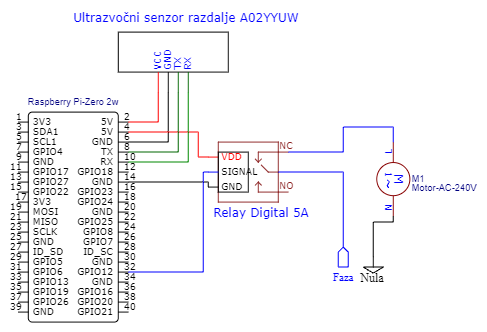 Ultrazvočni senzor razdalje A02YYUW
VCC
GND
TX
RX
Raspberry Pi-Zero 2w
1 3V3 5V 2
3 SDA1 5V 4
5 SCL1 GND 6
7 GPIO4 TX 8
9 GND RX 10
11 GPIO17 GPIO18 12
13 GPIO27 GND 14
15 GPIO22 GPIO23 16
17 3V3 GPIO24 18
19 MOSI GND 20
21 MISO GPIO25 22
23 SCLK GPIO8 24
25 GND GPIO7 26
27 ID_SD ID_SC 28
29 GPIO5 GND 30
31 GPIO6 GPIO12 32
33 GPIO13 GND 34
35 GPIO19 GPIO16 36
37 GPIO26 GPIO20 38
39 GND GPIO21 40
NC
VDD
SIGNAL
GND
NO
Relay Digital 5A
L
M
1
N
M1
Motor-AC-240V
Faza
Nula